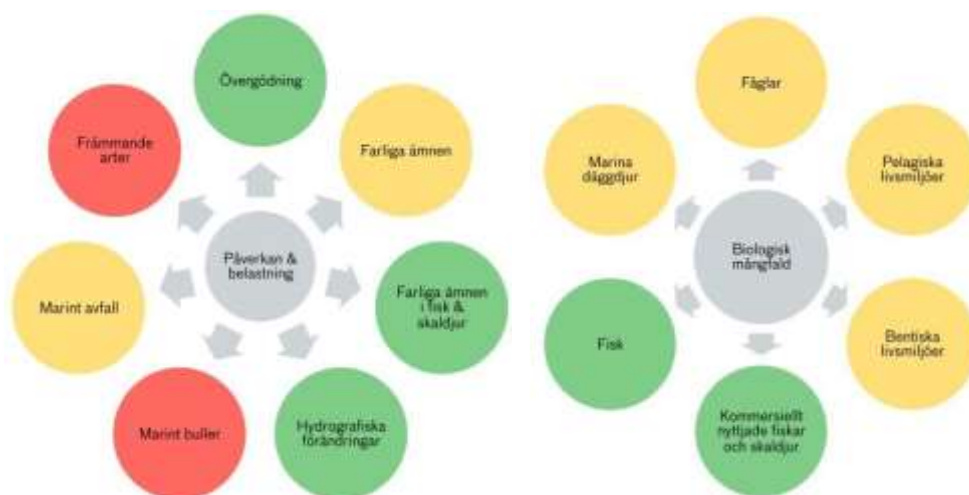 Övergödning
Främmande
arter
Farliga ämnen
Påverkan &
belastning
Marint avfall
Farliga ämnen
i fisk &
skaldjur
Marint buller
Hydrografiska
förändringar
Fåglar
Marina
däggdjur
Pelagiska
livsmiljöer
Biologisk
mångfald
Fisk
Bentiska
livsmiljöer
Kommersiellt
nyttjade fiskar
och skaldjur